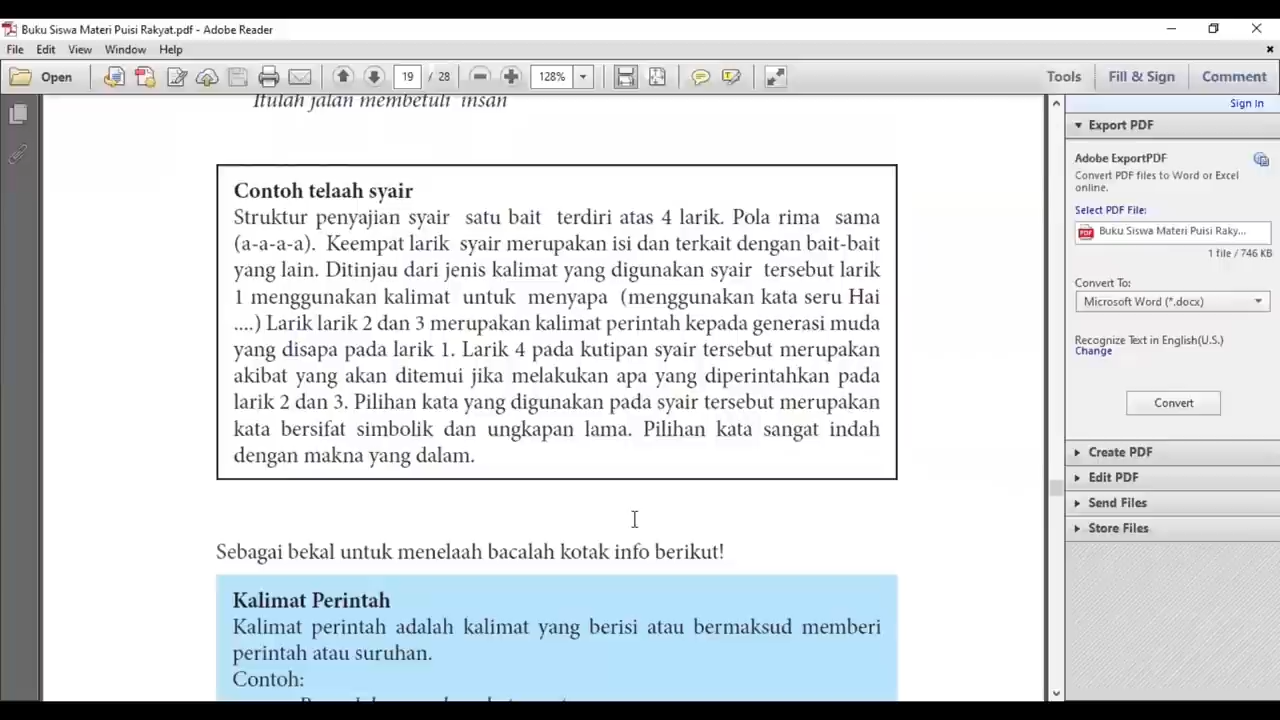 Buku Siswa Materi Puisi Rakyat.pdf - Adobe Reader
File Edit View Window Help
Open 19 / 28 128% Tools Fill & Sign Comment
Sign In
Itulah jalan membetuli insan
Contoh telaah syair
Struktur penyajian syair satu bait terdiri atas 4 larik. Pola rima sama
(a-a-a-a). Keempat larik syair merupakan isi dan terkait dengan bait-bait
yang lain. Ditinjau dari jenis kalimat yang digunakan syair tersebut larik
1 menggunakan kalimat untuk menyapa (menggunakan kata seru Hai
....) Larik larik 2 dan 3 merupakan kalimat perintah kepada generasi muda
yang disapa pada larik 1. Larik 4 pada kutipan syair tersebut merupakan
akibat yang akan ditemui jika melakukan apa yang diperintahkan pada
larik 2 dan 3. Pilihan kata yang digunakan pada syair tersebut merupakan
kata bersifat simbolik dan ungkapan lama. Pilihan kata sangat indah
dengan makna yang dalam.
Sebagai bekal untuk menelaah bacalah kotak info berikut!
Kalimat Perintah
Kalimat perintah adalah kalimat yang berisi atau bermaksud memberi
perintah atau suruhan.
Contoh:
Export PDF
Adobe ExportPDF
Convert PDF files to Word or Excel
online.
Select PDF File:
Buku Siswa Materi Puisi Raky...
1 file / 746 KB
Convert To:
Microsoft Word (*.docx)
Recognize Text in English(U.S.)
Change
Convert
Create PDF
Edit PDF
Send Files
Store Files